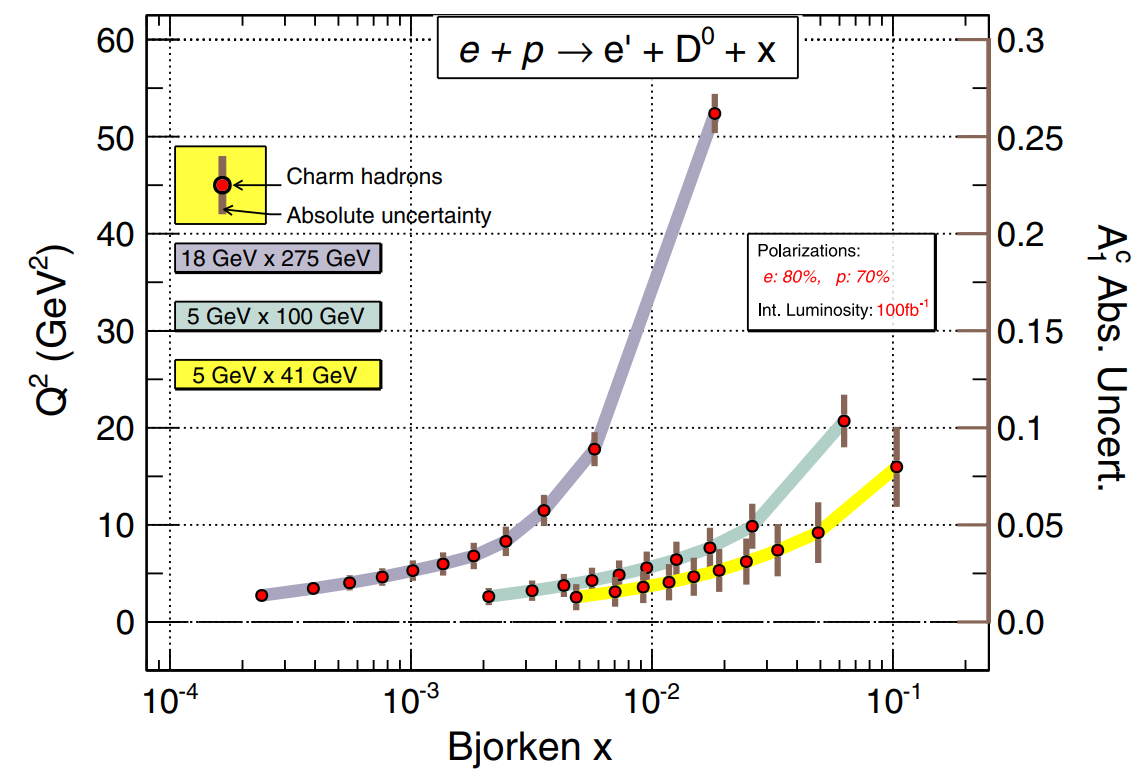 e + p → e' + D⁰ + x
60
50
40
30
20
10
0
Q² (GeV²)
Charm hadrons
Absolute uncertainty
18 GeV x 275 GeV
5 GeV x 100 GeV
5 GeV x 41 GeV
Polarizations:
e: 80%, p: 70%
Int. Luminosity: 100fb⁻¹
0.3
0.25
0.2
0.15
0.1
0.05
0.0
A₁ᶜ Abs. Uncert.
10⁻⁴ 10⁻³ 10⁻² 10⁻¹
Bjorken x